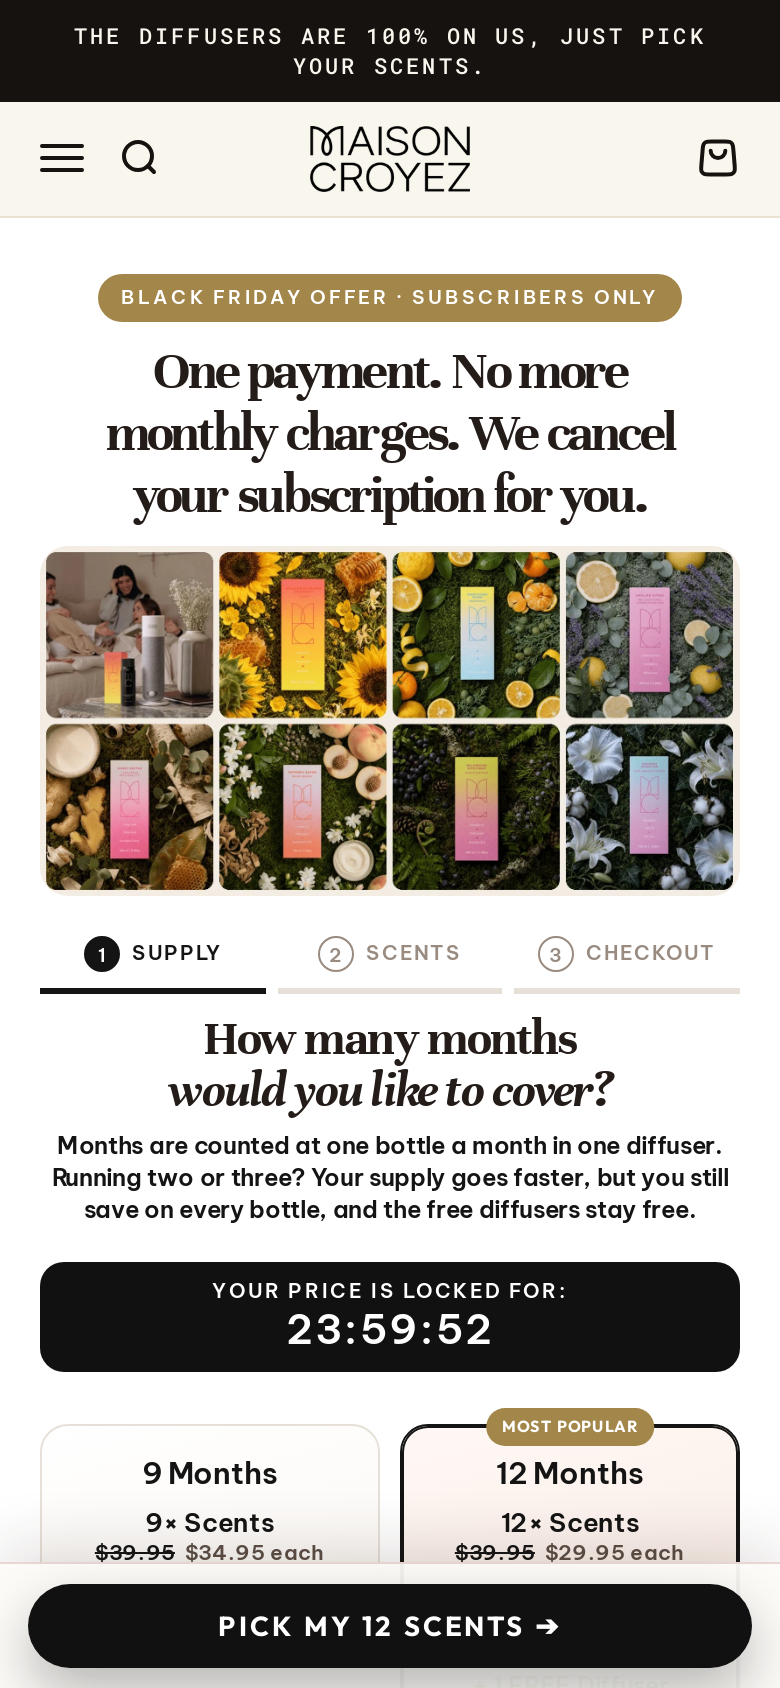 THE DIFFUSERS ARE 100% ON US, JUST PICK
YOUR SCENTS.
MAISON
CROYEZ
BLACK FRIDAY OFFER · SUBSCRIBERS ONLY
One payment. No more
monthly charges. We cancel
your subscription for you.
1 SUPPLY
2 SCENTS
3 CHECKOUT
How many months
would you like to cover?
Months are counted at one bottle a month in one diffuser.
Running two or three? Your supply goes faster, but you still
save on every bottle, and the free diffusers stay free.
YOUR PRICE IS LOCKED FOR:
23:59:52
9 Months
9× Scents
$39.95 $34.95 each
MOST POPULAR
12 Months
12× Scents
$39.95 $29.95 each
PICK MY 12 SCENTS ➔
+ 1 FREE Diffuser